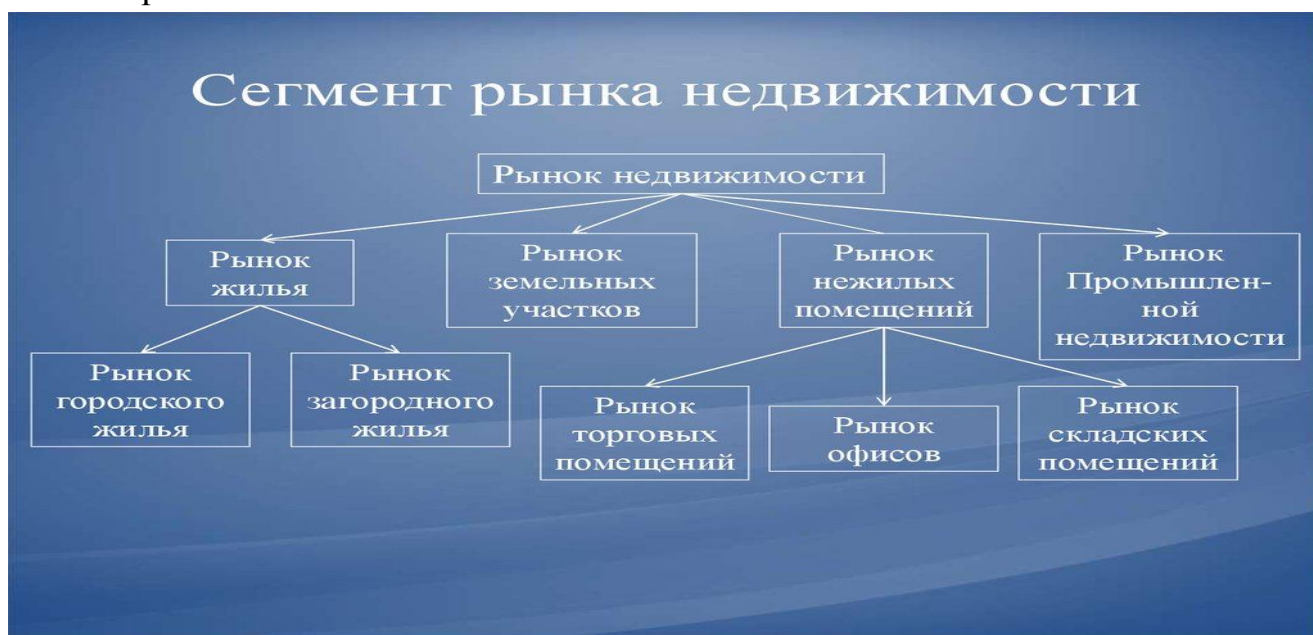 Сегмент рынка недвижимости
Рынок недвижимости
Рынок
жилья
Рынок
земельных
участков
Рынок
нежилых
помещений
Рынок
Промышлен-
ной
недвижимости
Рынок
городского
жилья
Рынок
загородного
жилья
Рынок
торговых
помещений
Рынок
офисов
Рынок
складских
помещений